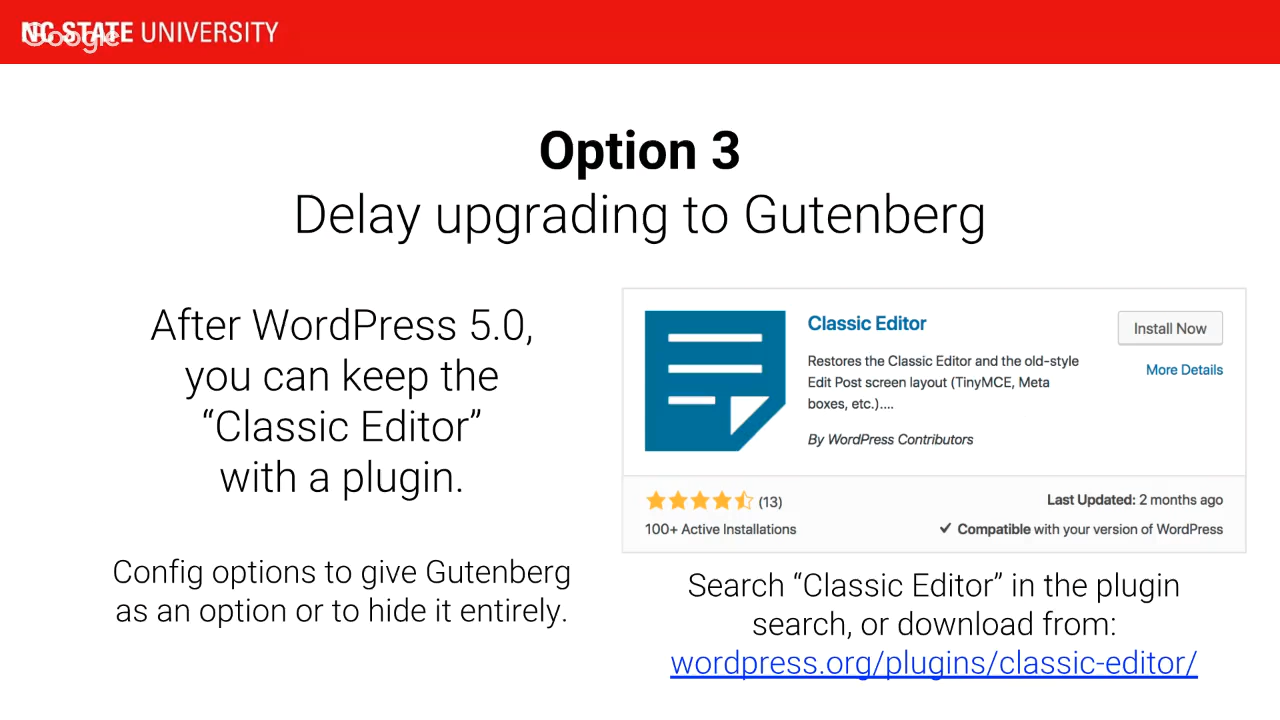 NC STATE UNIVERSITY
Google
Option 3
Delay upgrading to Gutenberg
After WordPress 5.0,
you can keep the
“Classic Editor”
with a plugin.
Config options to give Gutenberg
as an option or to hide it entirely.
Classic Editor
Install Now
More Details
Restores the Classic Editor and the old-style
Edit Post screen layout (TinyMCE, Meta
boxes, etc.)....
By WordPress Contributors
(13)
100+ Active Installations
Last Updated: 2 months ago
Compatible with your version of WordPress
Search “Classic Editor” in the plugin
search, or download from:
wordpress.org/plugins/classic-editor/